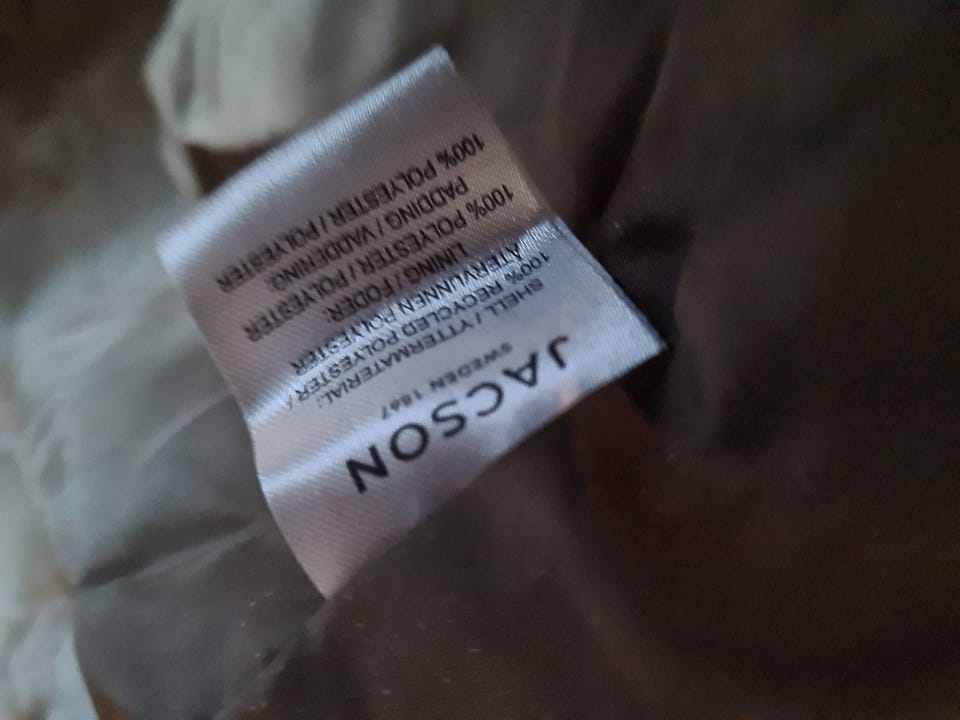 JACSON
SWEDEN 1867
SHELL / YTTERMATERIAL:
100% RECYCLED POLYESTER /
ÅTERVUNNEN POLYESTER
LINING / FODER:
100% POLYESTER / POLYESTER
PADDING / VADDERING:
100% POLYESTER / POLYESTER